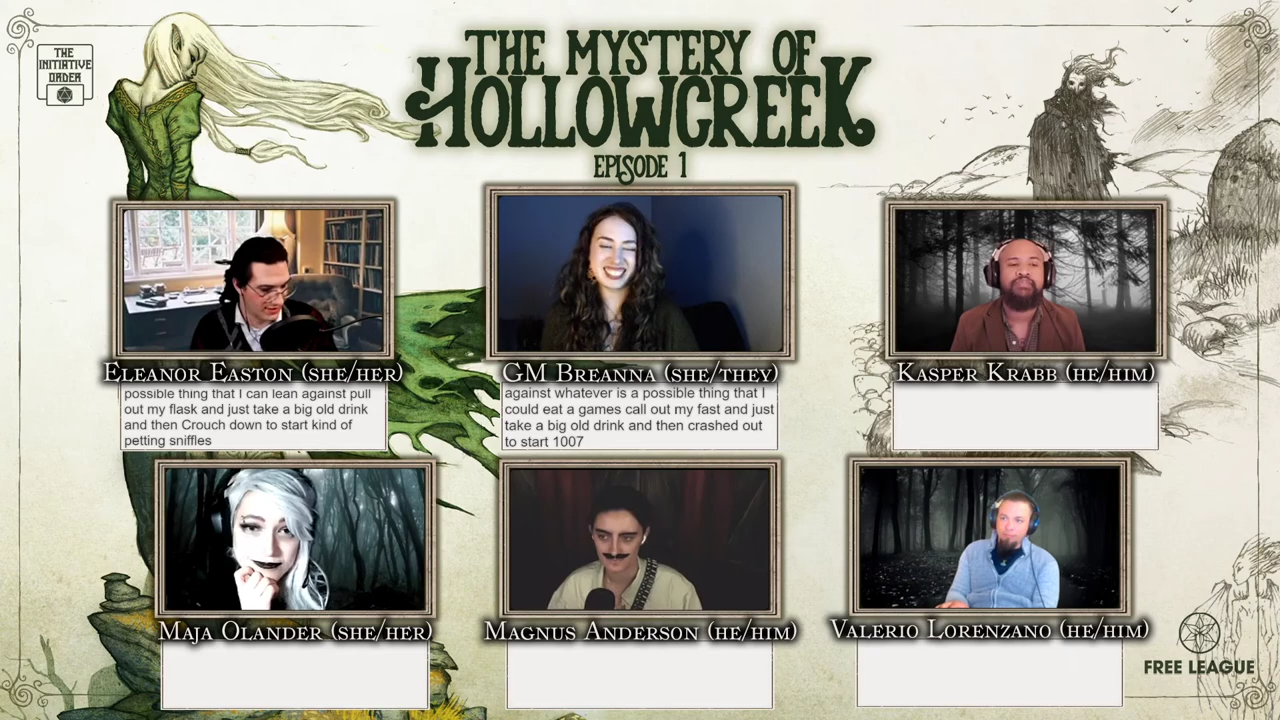 THE
INITIATIVE
ORDER
THE MYSTERY OF
HOLLOWCREEK
EPISODE 1
ELEANOR EASTON (SHE/HER)
possible thing that I can lean against pull
out my flask and just take a big old drink
and then Crouch down to start kind of
petting sniffles
GM BREANNA (SHE/THEY)
against whatever is a possible thing that I
could eat a games call out my fast and just
take a big old drink and then crashed out
to start 1007
KASPER KRABB (HE/HIM)
MAJA OLANDER (SHE/HER)
MAGNUS ANDERSON (HE/HIM)
VALERIO LORENZANO (HE/HIM)
FREE LEAGUE